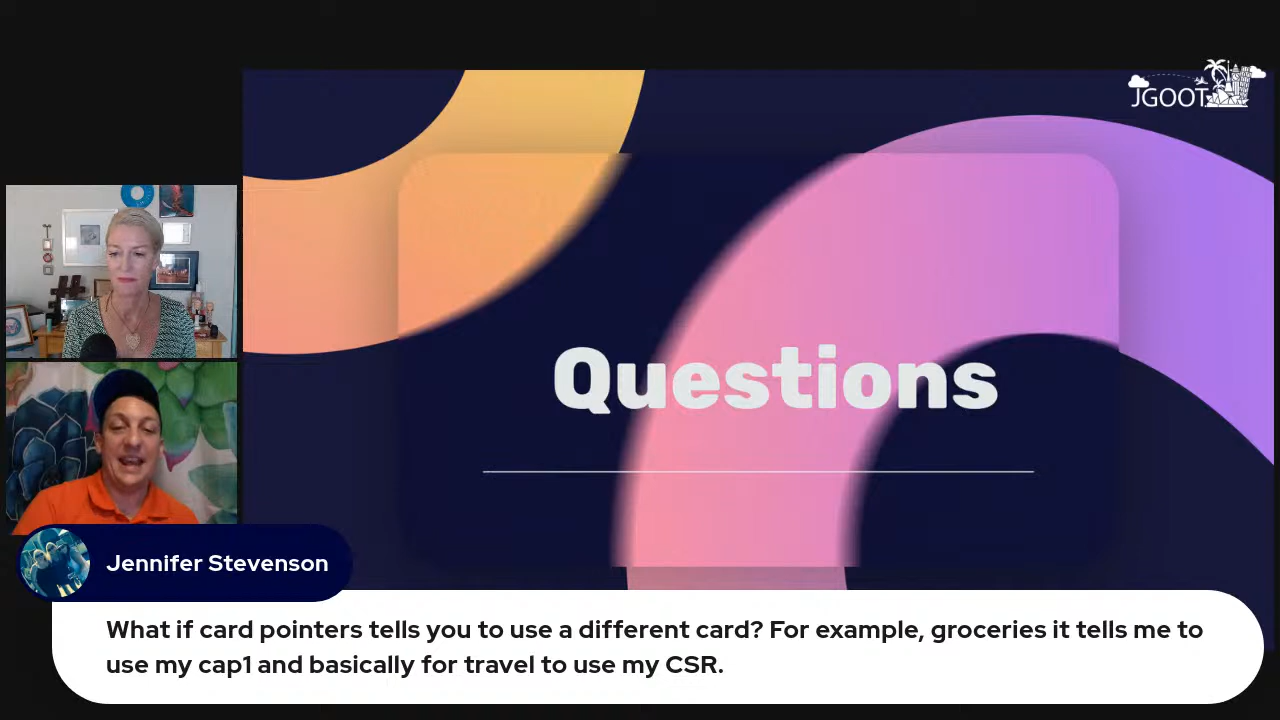 JGOOT
Questions
Jennifer Stevenson
What if card pointers tells you to use a different card? For example, groceries it tells me to
use my cap1 and basically for travel to use my CSR.